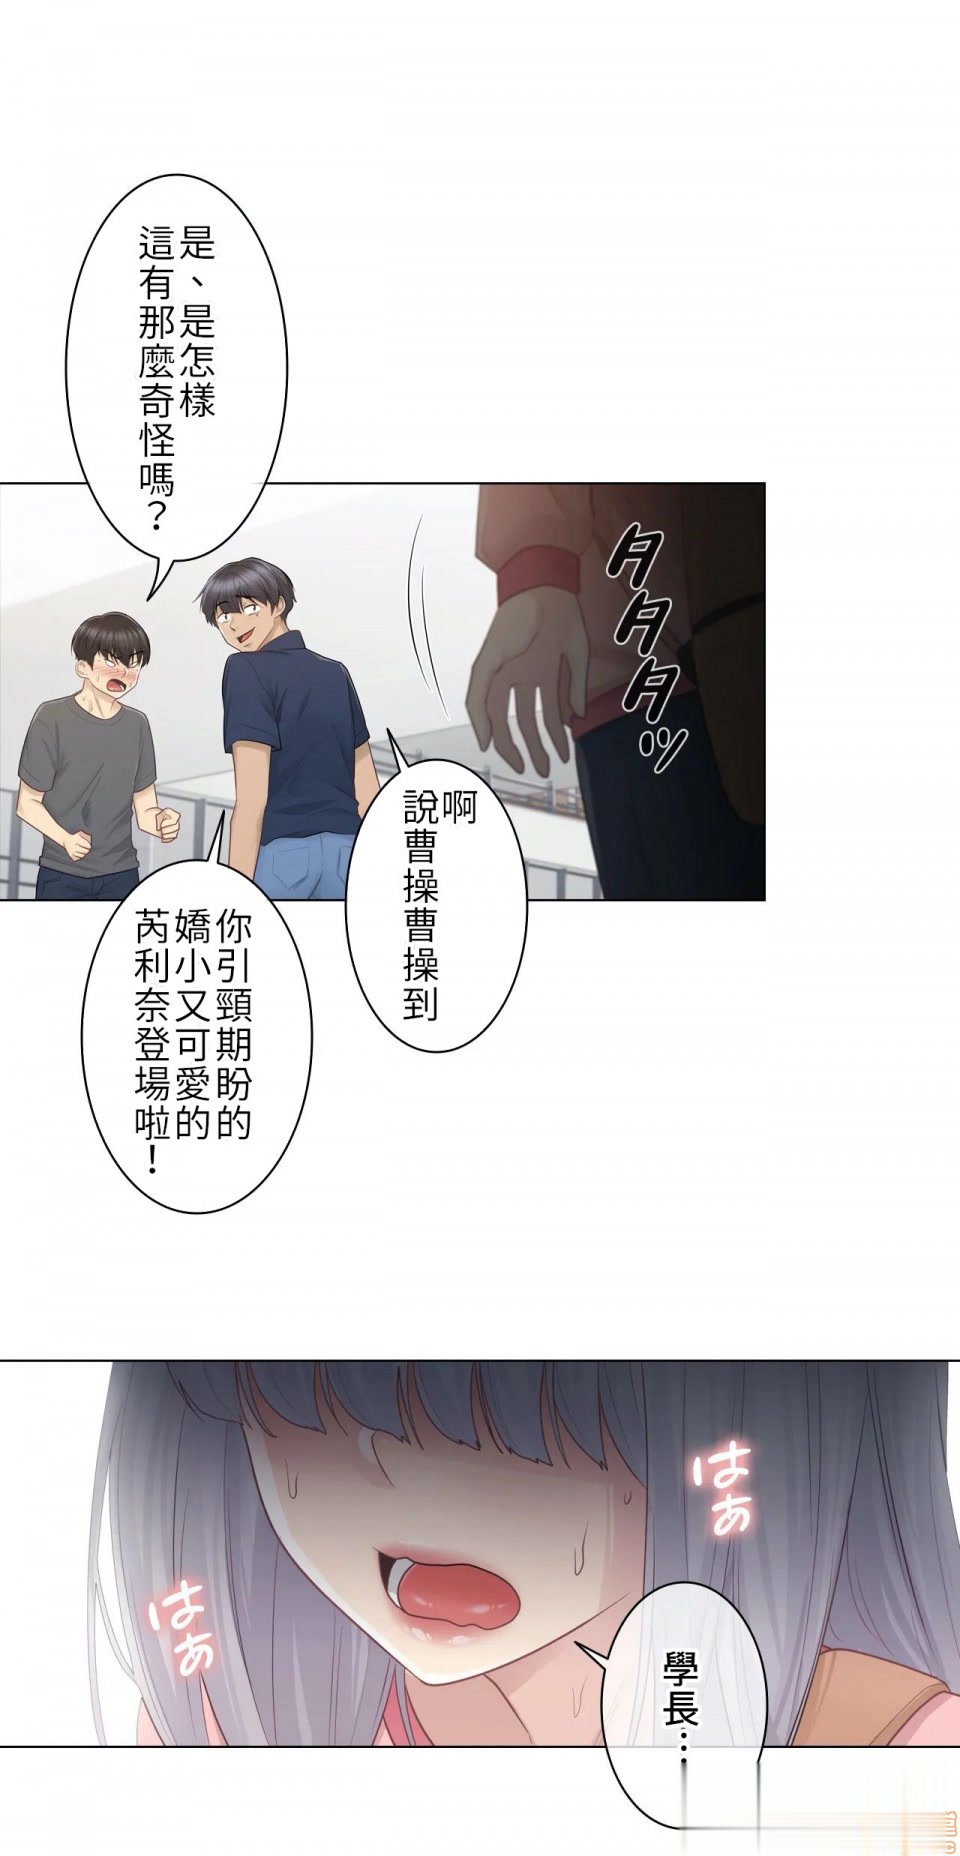 是、是怎樣
這有那麼奇怪嗎？
タタタッ
啊
說曹操曹操到
你引頸期盼的
嬌小又可愛的
芮利奈登場啦！
はぁ
はぁ
學長…